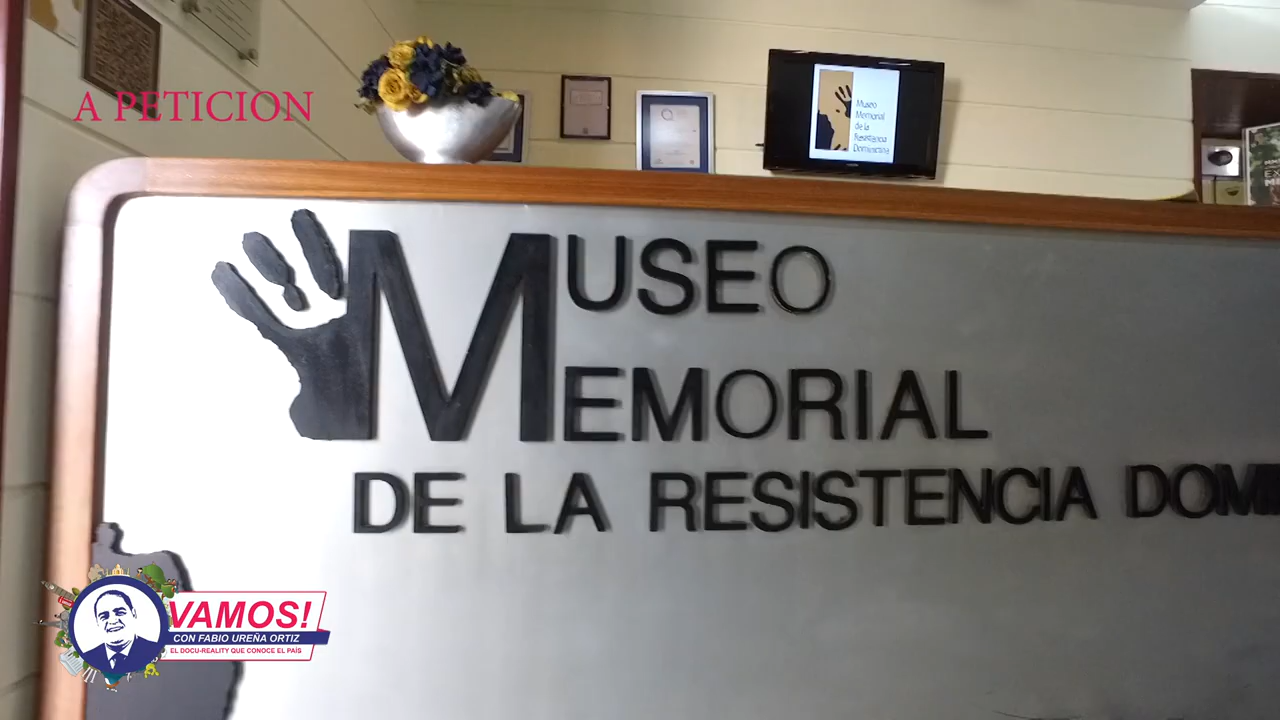 A PETICION
Museo
Memorial
de la
Resistencia
Dominicana
MUSEO
MEMORIAL
DE LA RESISTENCIA DOM
VAMOS!
CON FABIO UREÑA ORTIZ
EL DOCU-REALITY QUE CONOCE EL PAÍS